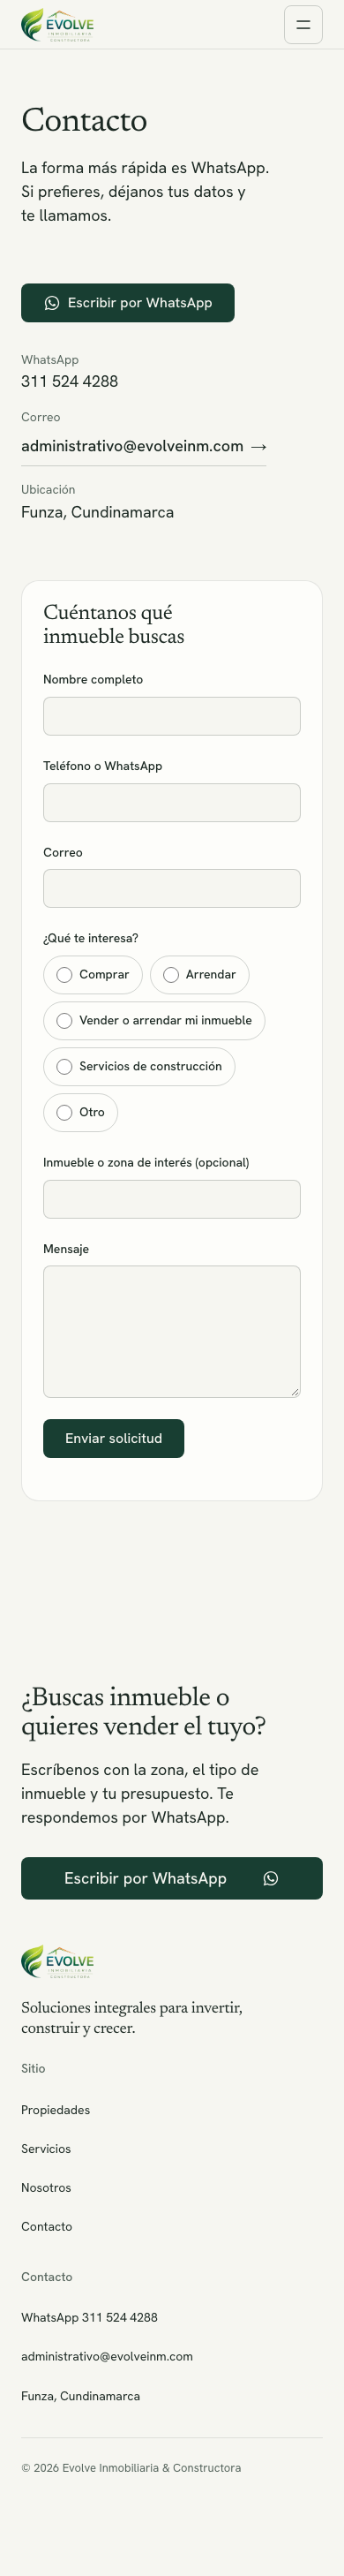 EVOLVE
INMOBILIARIA
CONSTRUCTORA
Contacto
La forma más rápida es WhatsApp.
Si prefieres, déjanos tus datos y
te llamamos.
Escribir por WhatsApp
WhatsApp
311 524 4288
Correo
administrativo@evolveinm.com →
Ubicación
Funza, Cundinamarca
Cuéntanos qué
inmueble buscas
Nombre completo
Teléfono o WhatsApp
Correo
¿Qué te interesa?
Comprar
Arrendar
Vender o arrendar mi inmueble
Servicios de construcción
Otro
Inmueble o zona de interés (opcional)
Mensaje
Enviar solicitud
¿Buscas inmueble o
quieres vender el tuyo?
Escríbenos con la zona, el tipo de
inmueble y tu presupuesto. Te
respondemos por WhatsApp.
Escribir por WhatsApp
EVOLVE
INMOBILIARIA
CONSTRUCTORA
Soluciones integrales para invertir,
construir y crecer.
Sitio
Propiedades
Servicios
Nosotros
Contacto
Contacto
WhatsApp 311 524 4288
administrativo@evolveinm.com
Funza, Cundinamarca
© 2026 Evolve Inmobiliaria & Constructora